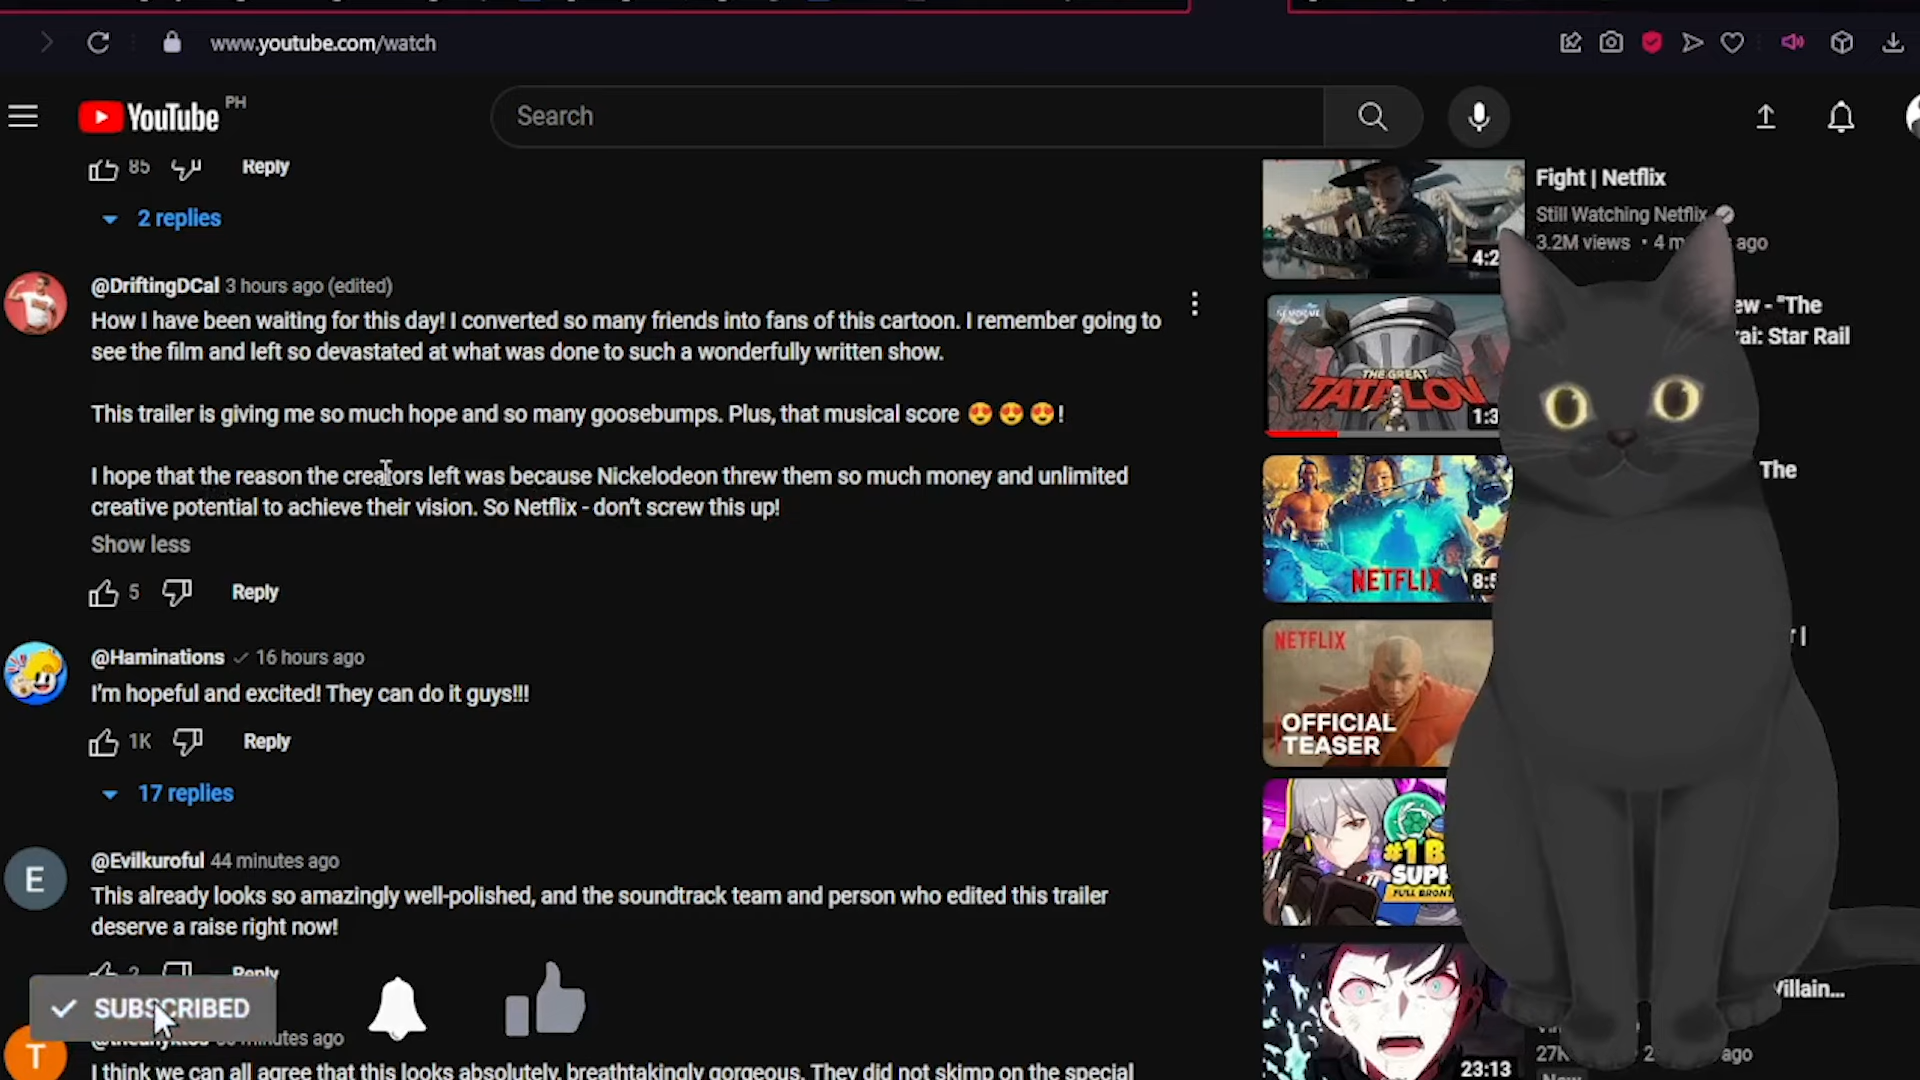 www.youtube.com/watch
YouTube PH
Search
85 Reply
2 replies
@DriftingDCal 3 hours ago (edited)
How I have been waiting for this day! I converted so many friends into fans of this cartoon. I remember going to
see the film and left so devastated at what was done to such a wonderfully written show.
This trailer is giving me so much hope and so many goosebumps. Plus, that musical score 😍 😍 😍 !
I hope that the reason the creators left was because Nickelodeon threw them so much money and unlimited
creative potential to achieve their vision. So Netflix - don't screw this up!
Show less
5 Reply
@Haminations 16 hours ago
I'm hopeful and excited! They can do it guys!!!
1K Reply
17 replies
@Evilkuroful 44 minutes ago
This already looks so amazingly well-polished, and the soundtrack team and person who edited this trailer
deserve a raise right now!
2 Reply
SUBSCRIBED
E
T
minutes ago
I think we can all agree that this looks absolutely, breathtakingly gorgeous. They did not skimp on the special
Fight | Netflix
Still Watching Netflix
3.2M views • 4 ago
4:2
THE GREAT
TATALOV
1:3
"The
Star Rail
NETFLIX
8:5
The
NETFLIX
OFFICIAL
TEASER
#1 B
SUPP
FULL
23:13
Villain...
27K ago
New